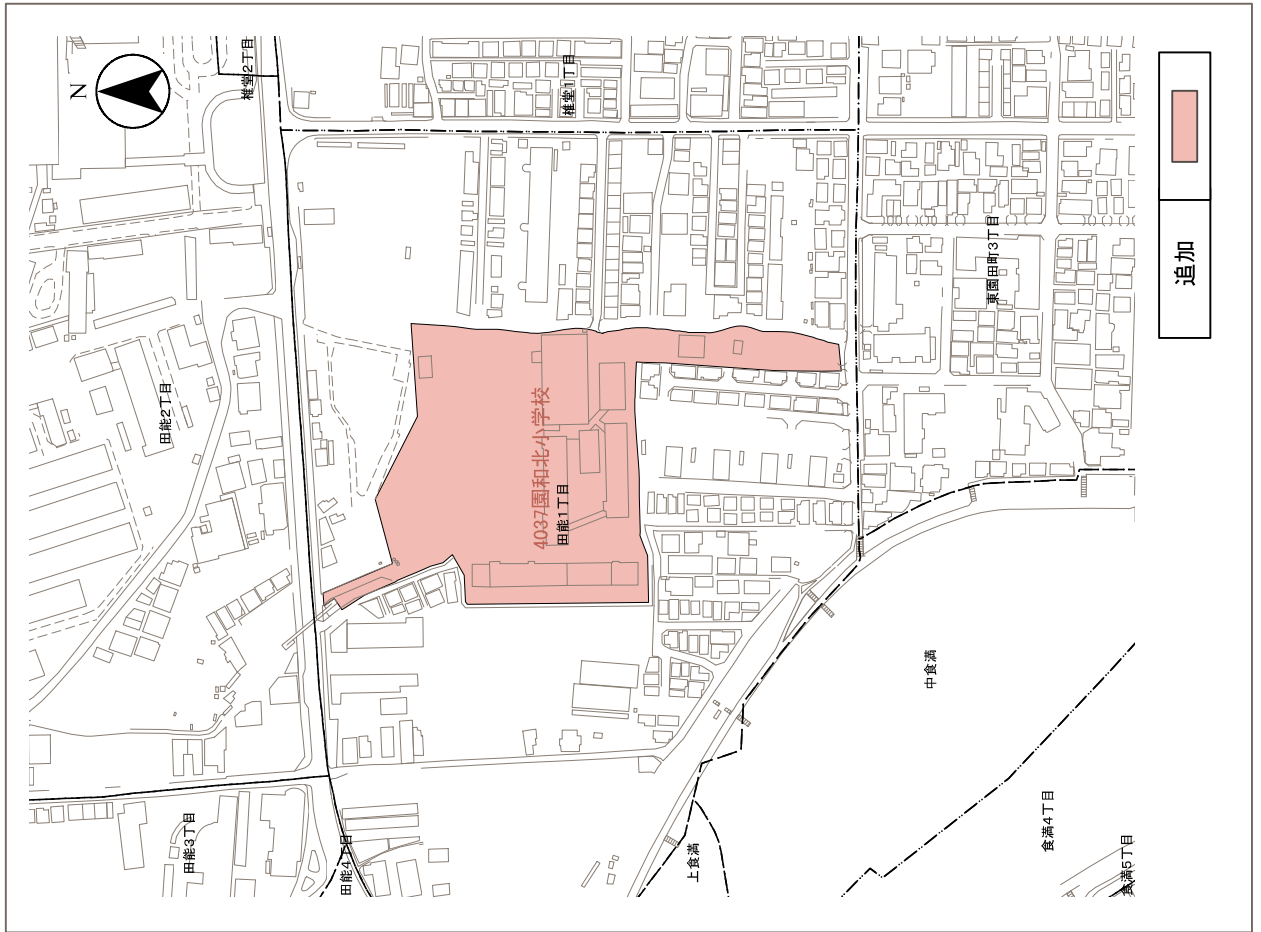 N
椎堂2丁目
椎堂1丁目
追加
東園田町3丁目
田能2丁目
4037園和北小学校
田能1丁目
中食満
田能3丁目
田能4丁目
上食満
食満4丁目
食満5丁目